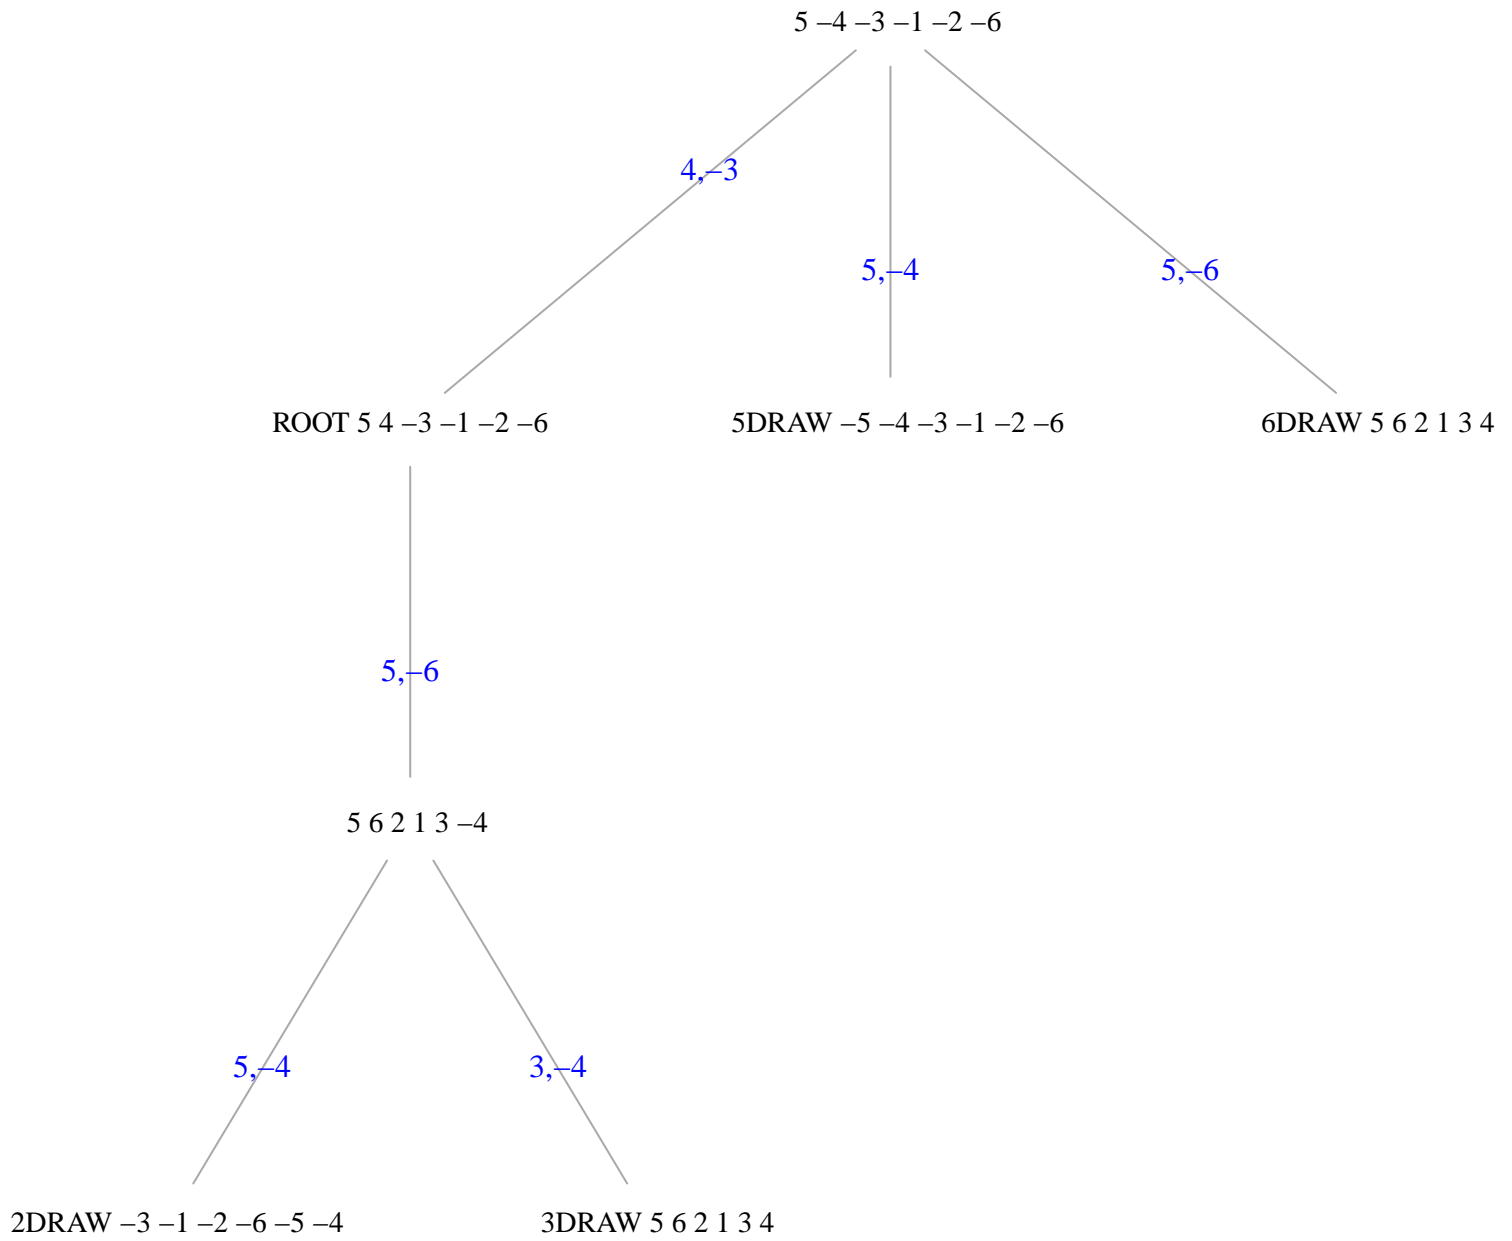 5 –4 –3 –1 –2 –6
4,–3
5,–4
5,–6
ROOT 5 4 –3 –1 –2 –6
5DRAW –5 –4 –3 –1 –2 –6
6DRAW 5 6 2 1 3 4
5,–6
5 6 2 1 3 –4
5,–4
3,–4
2DRAW –3 –1 –2 –6 –5 –4
3DRAW 5 6 2 1 3 4